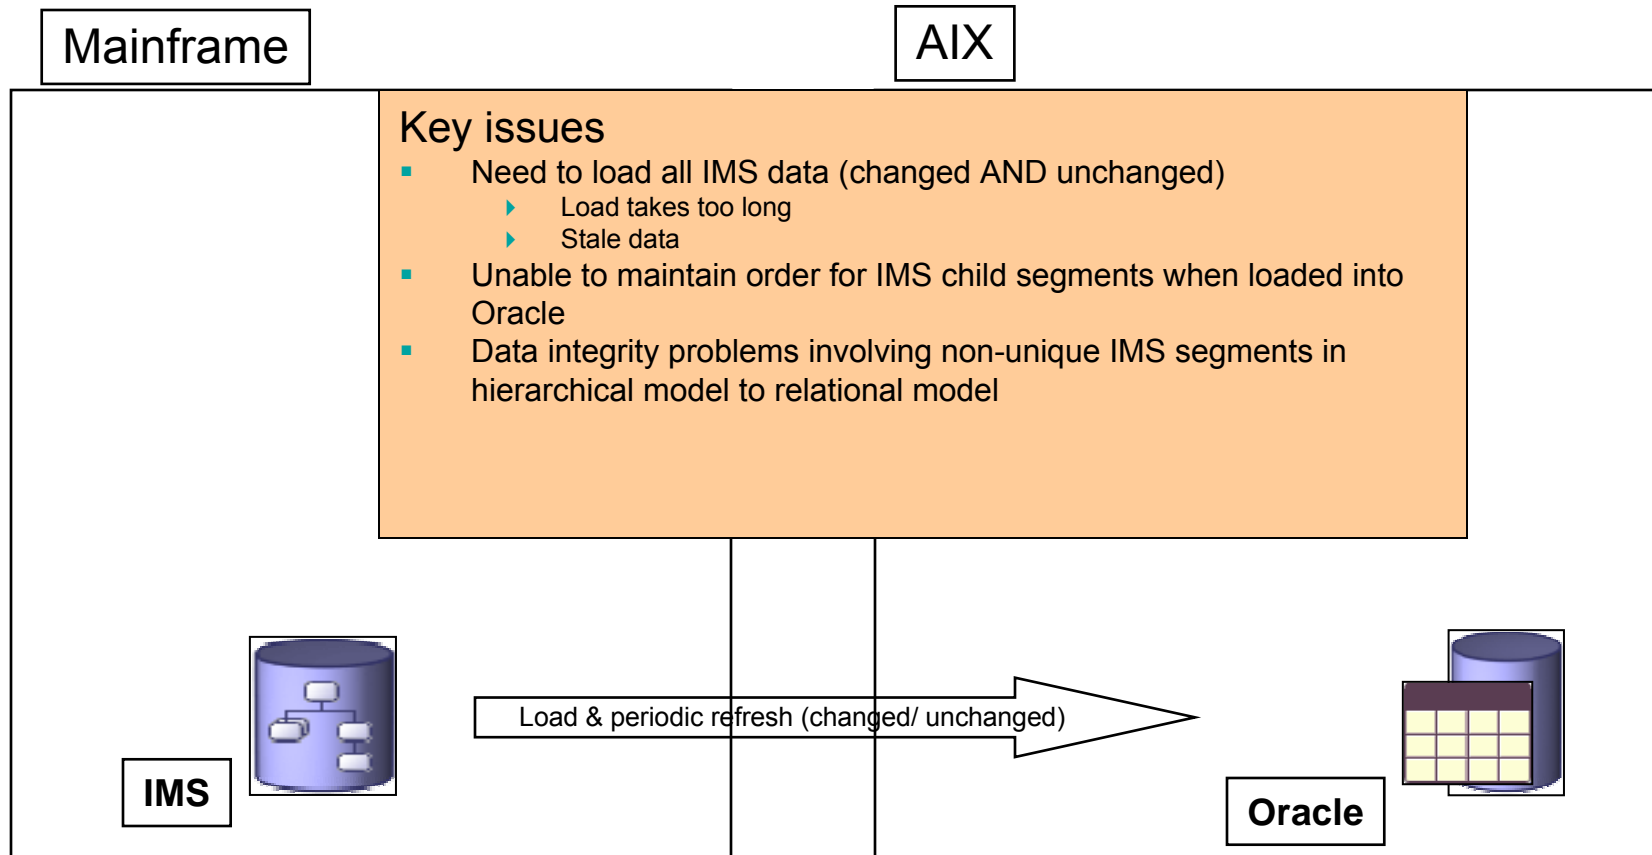 Mainframe
AIX
Key issues
Need to load all IMS data (changed AND unchanged)
Load takes too long
Stale data
Unable to maintain order for IMS child segments when loaded into
Oracle
Data integrity problems involving non-unique IMS segments in
hierarchical model to relational model
Load & periodic refresh (changed/ unchanged)
IMS
Oracle